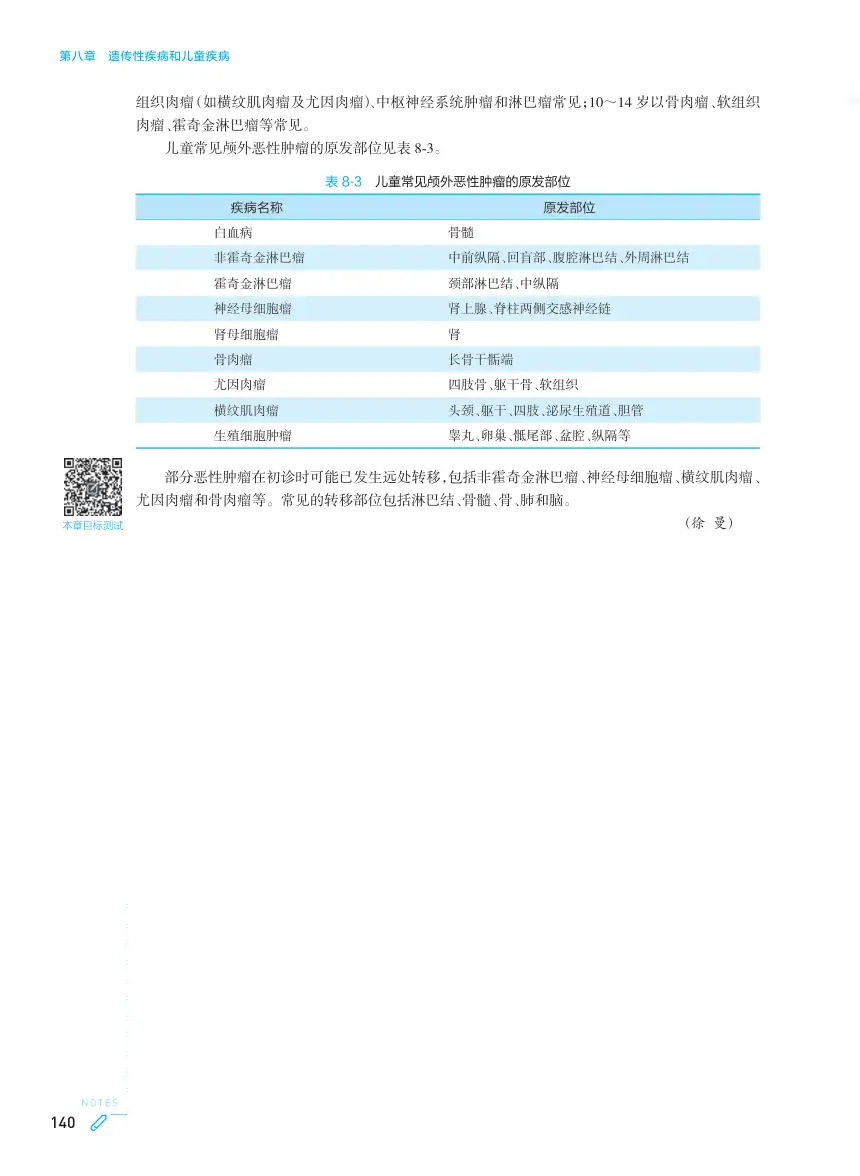 第八章 遗传性疾病和儿童疾病
组织肉瘤（如横纹肌肉瘤及尤因肉瘤）、中枢神经系统肿瘤和淋巴瘤常见；10～14 岁以骨肉瘤、软组织
肉瘤、霍奇金淋巴瘤等常见。
儿童常见颅外恶性肿瘤的原发部位见表 8-3。
表 8-3 儿童常见颅外恶性肿瘤的原发部位
疾病名称 原发部位
白血病 骨髓
非霍奇金淋巴瘤 中前纵隔、回盲部、腹腔淋巴结、外周淋巴结
霍奇金淋巴瘤 颈部淋巴结、中纵隔
神经母细胞瘤 肾上腺、脊柱两侧交感神经链
肾母细胞瘤 肾
骨肉瘤 长骨干骺端
尤因肉瘤 四肢骨、躯干骨、软组织
横纹肌肉瘤 头颈、躯干、四肢、泌尿生殖道、胆管
生殖细胞肿瘤 睾丸、卵巢、骶尾部、盆腔、纵隔等
部分恶性肿瘤在初诊时可能已发生远处转移，包括非霍奇金淋巴瘤、神经母细胞瘤、横纹肌肉瘤、
尤因肉瘤和骨肉瘤等。常见的转移部位包括淋巴结、骨髓、骨、肺和脑。
（徐 曼）
本章目标测试
NOTES
140